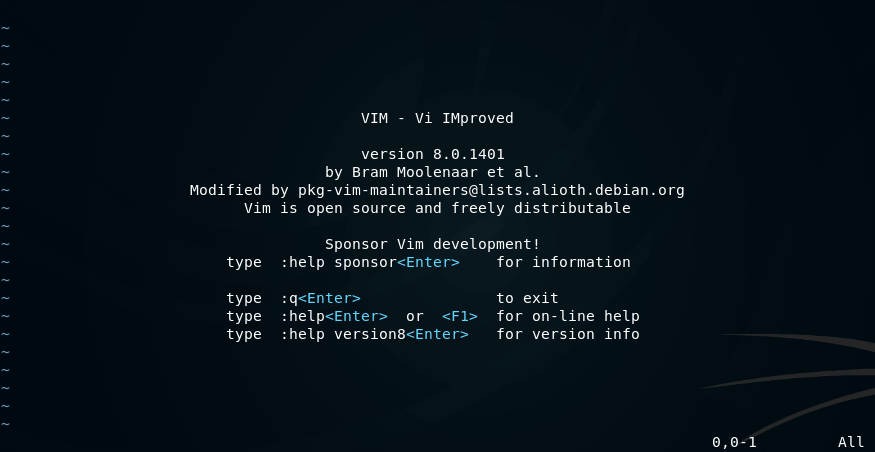 ~
~
~
~
~
~ VIM - Vi IMproved
~
~ version 8.0.1401
~ by Bram Moolenaar et al.
~ Modified by pkg-vim-maintainers@lists.alioth.debian.org
~ Vim is open source and freely distributable
~
~ Sponsor Vim development!
~ type :help sponsor<Enter> for information
~
~ type :q<Enter> to exit
~ type :help<Enter> or <F1> for on-line help
~ type :help version8<Enter> for version info
~
~
~
~
~
0,0-1 All